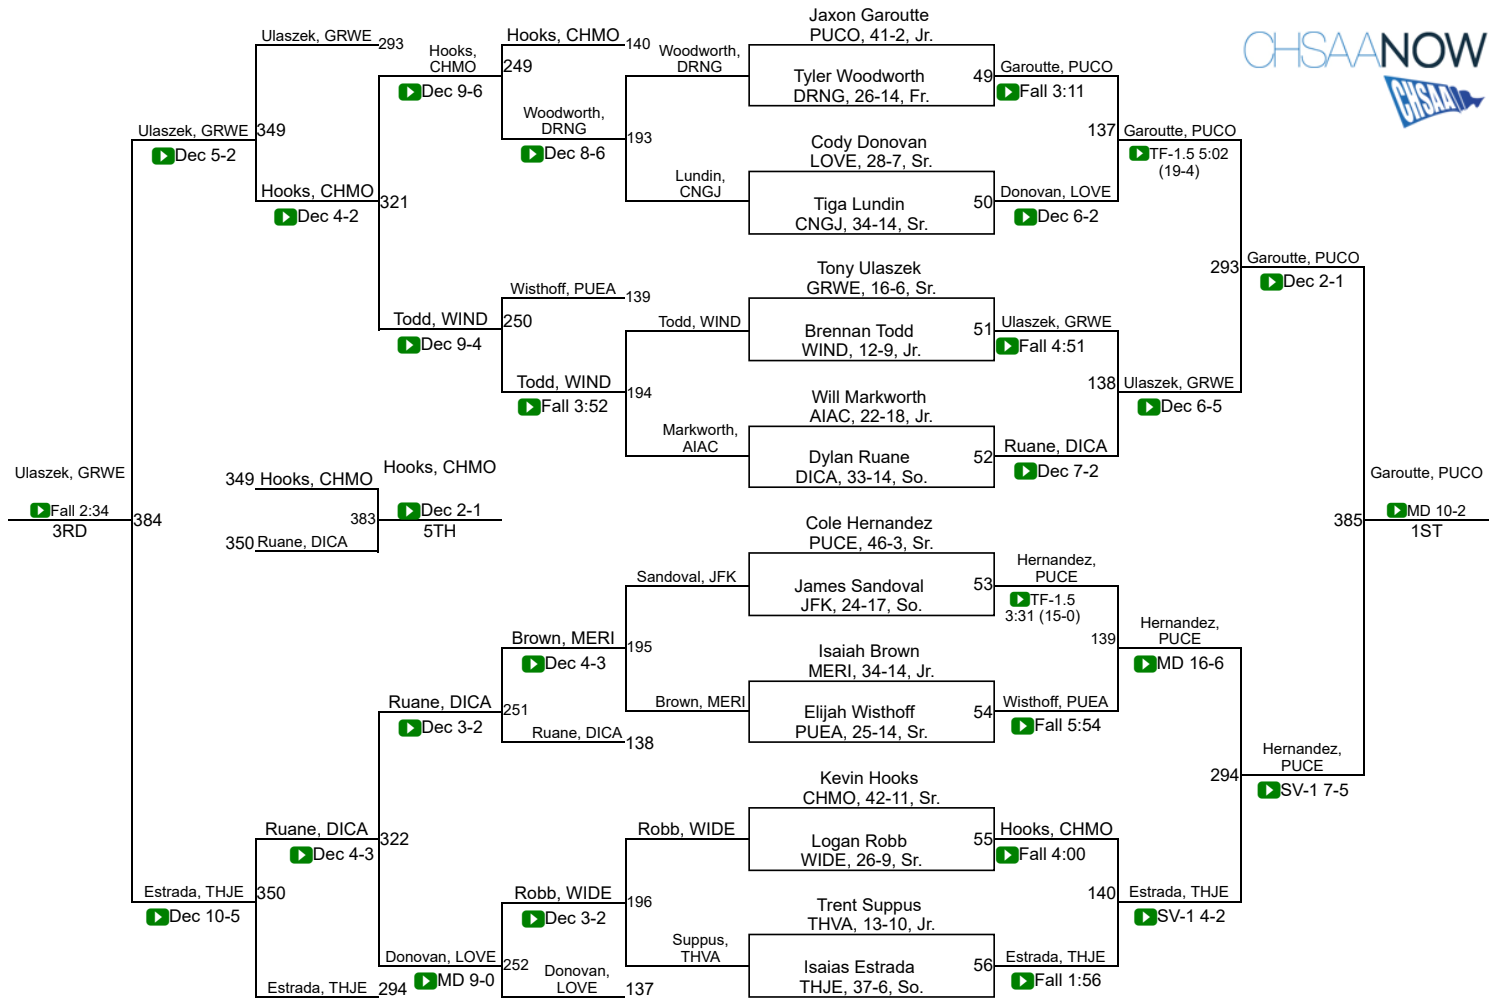 CHSAANOW
CHSAA
Ulaszek, GRWE
293
Hooks,
CHMO
Dec 9-6
Hooks, CHMO
140
249
Woodworth,
DRNG
Jaxon Garoutte
PUCO, 41-2, Jr.
Tyler Woodworth
DRNG, 26-14, Fr.
49
Garoutte, PUCO
Fall 3:11
Ulaszek, GRWE
Dec 5-2
349
Woodworth,
DRNG
Dec 8-6
193
Cody Donovan
LOVE, 28-7, Sr.
137
Garoutte, PUCO
TF-1.5 5:02
(19-4)
Hooks, CHMO
Dec 4-2
321
Lundin,
CNGJ
Tiga Lundin
CNGJ, 34-14, Sr.
50
Donovan, LOVE
Dec 6-2
Tony Ulaszek
GRWE, 16-6, Sr.
293
Garoutte, PUCO
Dec 2-1
Wisthoff, PUEA
139
Todd, WIND
Dec 9-4
250
Todd, WIND
Brennan Todd
WIND, 12-9, Jr.
51
Ulaszek, GRWE
Fall 4:51
Todd, WIND
Fall 3:52
194
Will Markworth
AIAC, 22-18, Jr.
138
Ulaszek, GRWE
Dec 6-5
Markworth,
AIAC
Dylan Ruane
DICA, 33-14, So.
52
Ruane, DICA
Dec 7-2
Ulaszek, GRWE
Fall 2:34
3RD
384
349
Hooks, CHMO
383
350
Ruane, DICA
Hooks, CHMO
Dec 2-1
5TH
Garoutte, PUCO
385
MD 10-2
1ST
Cole Hernandez
PUCE, 46-3, Sr.
Sandoval, JFK
James Sandoval
JFK, 24-17, So.
53
Hernandez,
PUCE
TF-1.5
3:31 (15-0)
Brown, MERI
Dec 4-3
195
Isaiah Brown
MERI, 34-14, Jr.
139
Hernandez,
PUCE
MD 16-6
Ruane, DICA
Dec 3-2
251
Ruane, DICA
138
Brown, MERI
Elijah Wisthoff
PUEA, 25-14, Sr.
54
Wisthoff, PUEA
Fall 5:54
Kevin Hooks
CHMO, 42-11, Sr.
294
Hernandez,
PUCE
SV-1 7-5
Ruane, DICA
Dec 4-3
322
Robb, WIDE
Logan Robb
WIDE, 26-9, Sr.
55
Hooks, CHMO
Fall 4:00
Estrada, THJE
Dec 10-5
350
Robb, WIDE
Dec 3-2
196
Trent Suppus
THVA, 13-10, Jr.
140
Estrada, THJE
SV-1 4-2
Donovan, LOVE
MD 9-0
252
Suppus,
THVA
Isaias Estrada
THJE, 37-6, So.
56
Estrada, THJE
Fall 1:56
Estrada, THJE
294
Donovan,
LOVE
137